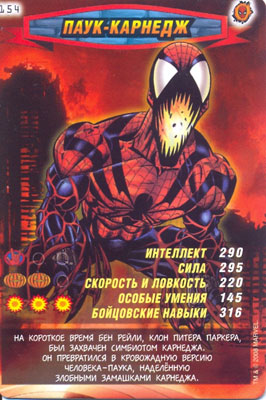 154
ПАУК-КАРНЕДЖ
ИНТЕЛЛЕКТ 290
СИЛА 295
СКОРОСТЬ И ЛОВКОСТЬ 220
ОСОБЫЕ УМЕНИЯ 145
БОЙЦОВСКИЕ НАВЫКИ 316
НА КОРОТКОЕ ВРЕМЯ БЕН РЕЙЛИ, КЛОН ПИТЕРА ПАРКЕРА,
БЫЛ ЗАХВАЧЕН СИМБИОТОМ КАРНЕДЖА.
ОН ПРЕВРАТИЛСЯ В КРОВОЖАДНУЮ ВЕРСИЮ
ЧЕЛОВЕКА-ПАУКА, НАДЕЛЁННУЮ
ЗЛОБНЫМИ ЗАМАШКАМИ КАРНЕДЖА.